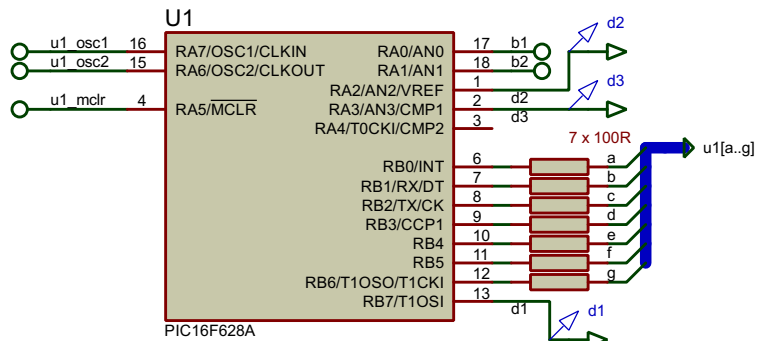 U1
d2
u1_osc1 16 RA7/OSC1/CLKIN RA0/AN0 17 b1
u1_osc2 15 RA6/OSC2/CLKOUT RA1/AN1 18 b2
RA2/AN2/VREF 1
d3
u1_mclr 4 RA5/MCLR RA3/AN3/CMP1 2 d2
RA4/T0CKI/CMP2 3 d3
7 x 100R
u1[a..g]
RB0/INT 6 a
RB1/RX/DT 7 b
RB2/TX/CK 8 c
RB3/CCP1 9 d
RB4 10 e
RB5 11 f
RB6/T1OSO/T1CKI 12 g
RB7/T1OSI 13 d1
d1
PIC16F628A